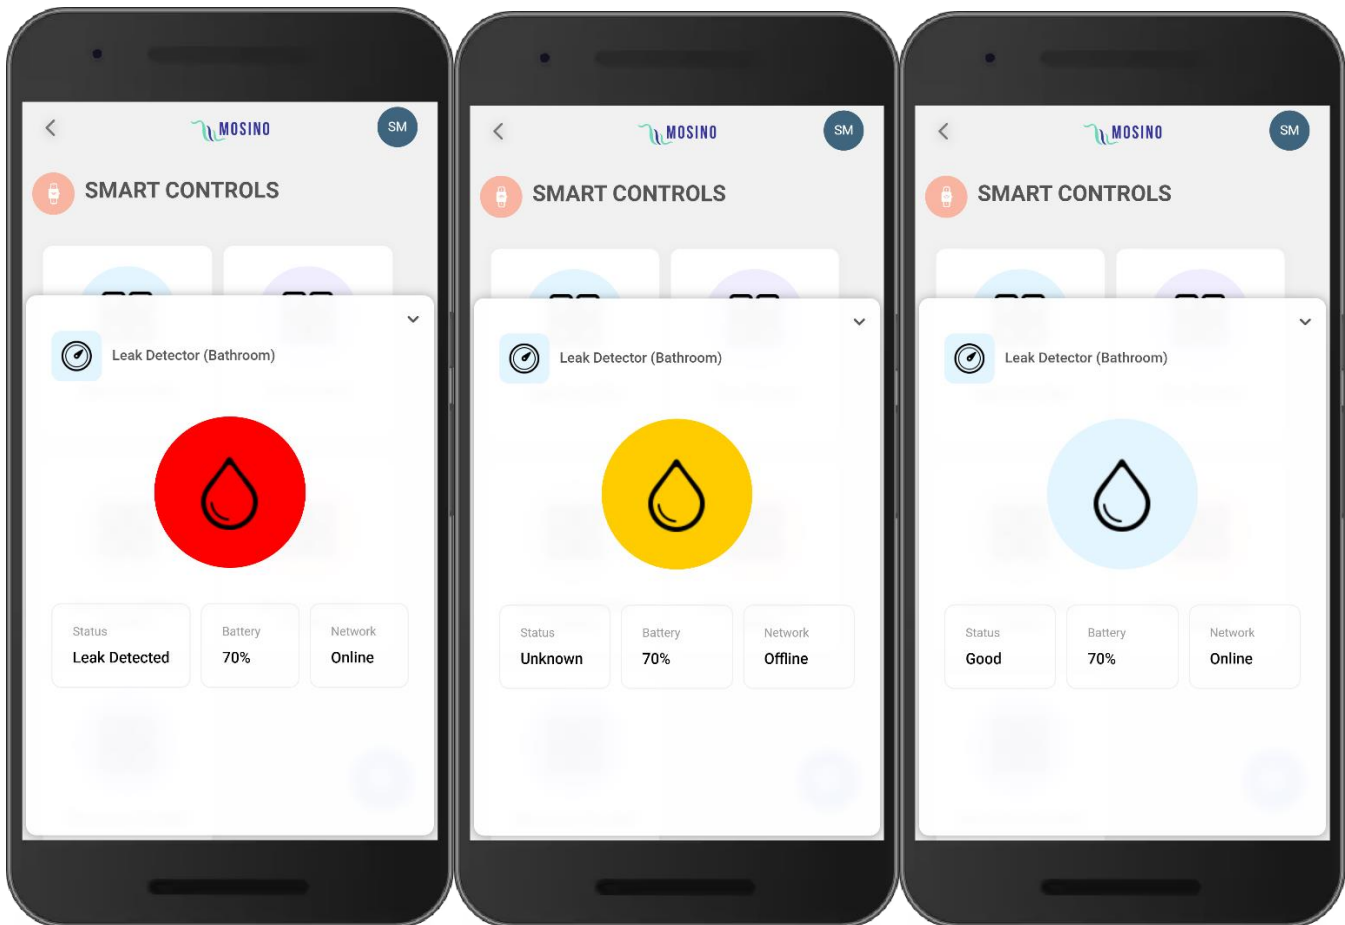 MOSINO
SM
SMART CONTROLS
Leak Detector (Bathroom)
Status
Leak Detected
Battery
70%
Network
Online
MOSINO
SM
SMART CONTROLS
Leak Detector (Bathroom)
Status
Unknown
Battery
70%
Network
Offline
MOSINO
SM
SMART CONTROLS
Leak Detector (Bathroom)
Status
Good
Battery
70%
Network
Online